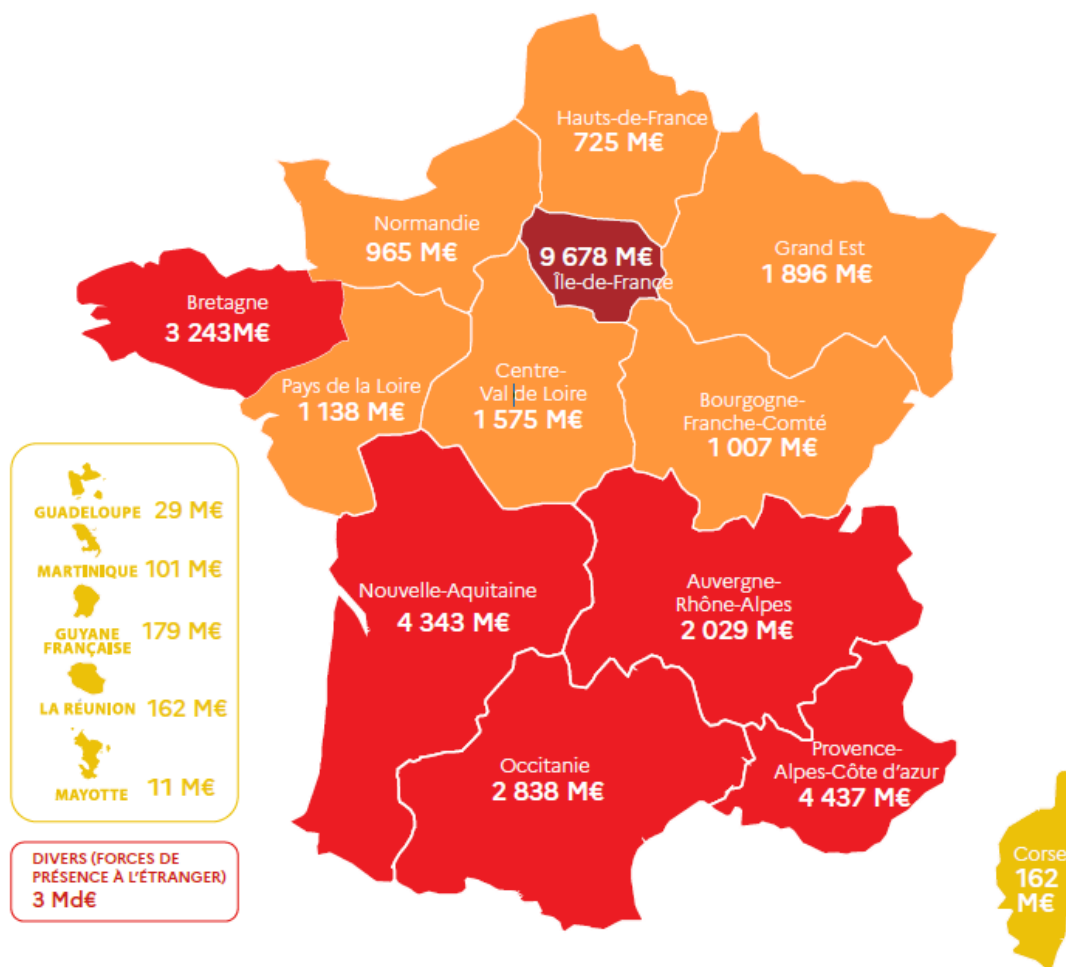 Hauts-de-France
725 M€
Normandie
965 M€
9 678 M€
Île-de-France
Grand Est
1 896 M€
Bretagne
3 243M€
Pays de la Loire
1 138 M€
Centre-
Val de Loire
1 575 M€
Bourgogne-
Franche-Comté
1 007 M€
Nouvelle-Aquitaine
4 343 M€
Auvergne-
Rhône-Alpes
2 029 M€
Occitanie
2 838 M€
Provence-
Alpes-Côte d'azur
4 437 M€
Corse
162
M€
GUADELOUPE 29 M€
MARTINIQUE 101 M€
GUYANE
FRANÇAISE 179 M€
LA RÉUNION 162 M€
MAYOTTE 11 M€
DIVERS (FORCES DE
PRÉSENCE À L'ÉTRANGER)
3 Md€